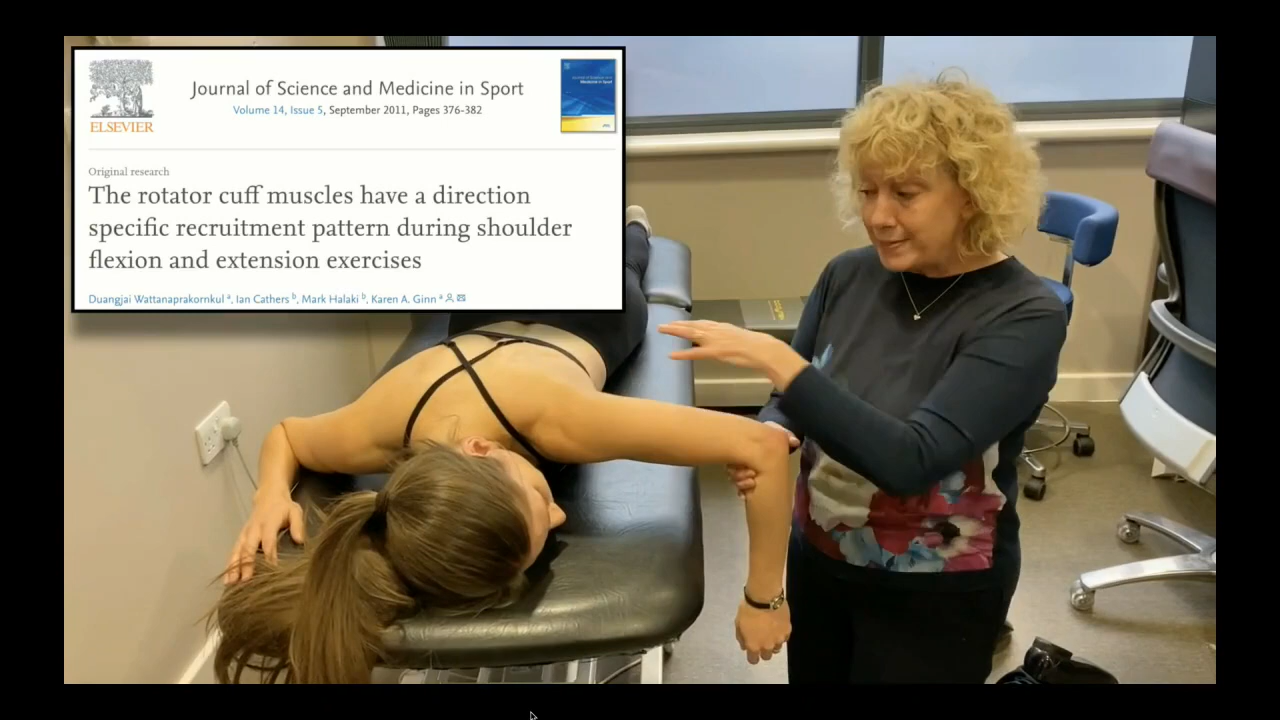 ELSEVIER
Journal of Science and Medicine in Sport
Volume 14, Issue 5, September 2011, Pages 376-382
Original research
The rotator cuff muscles have a direction
specific recruitment pattern during shoulder
flexion and extension exercises
Duangjai Wattanaprakornkul ᵃ, Ian Cathers ᵇ, Mark Halaki ᵇ, Karen A. Ginn ᵃ